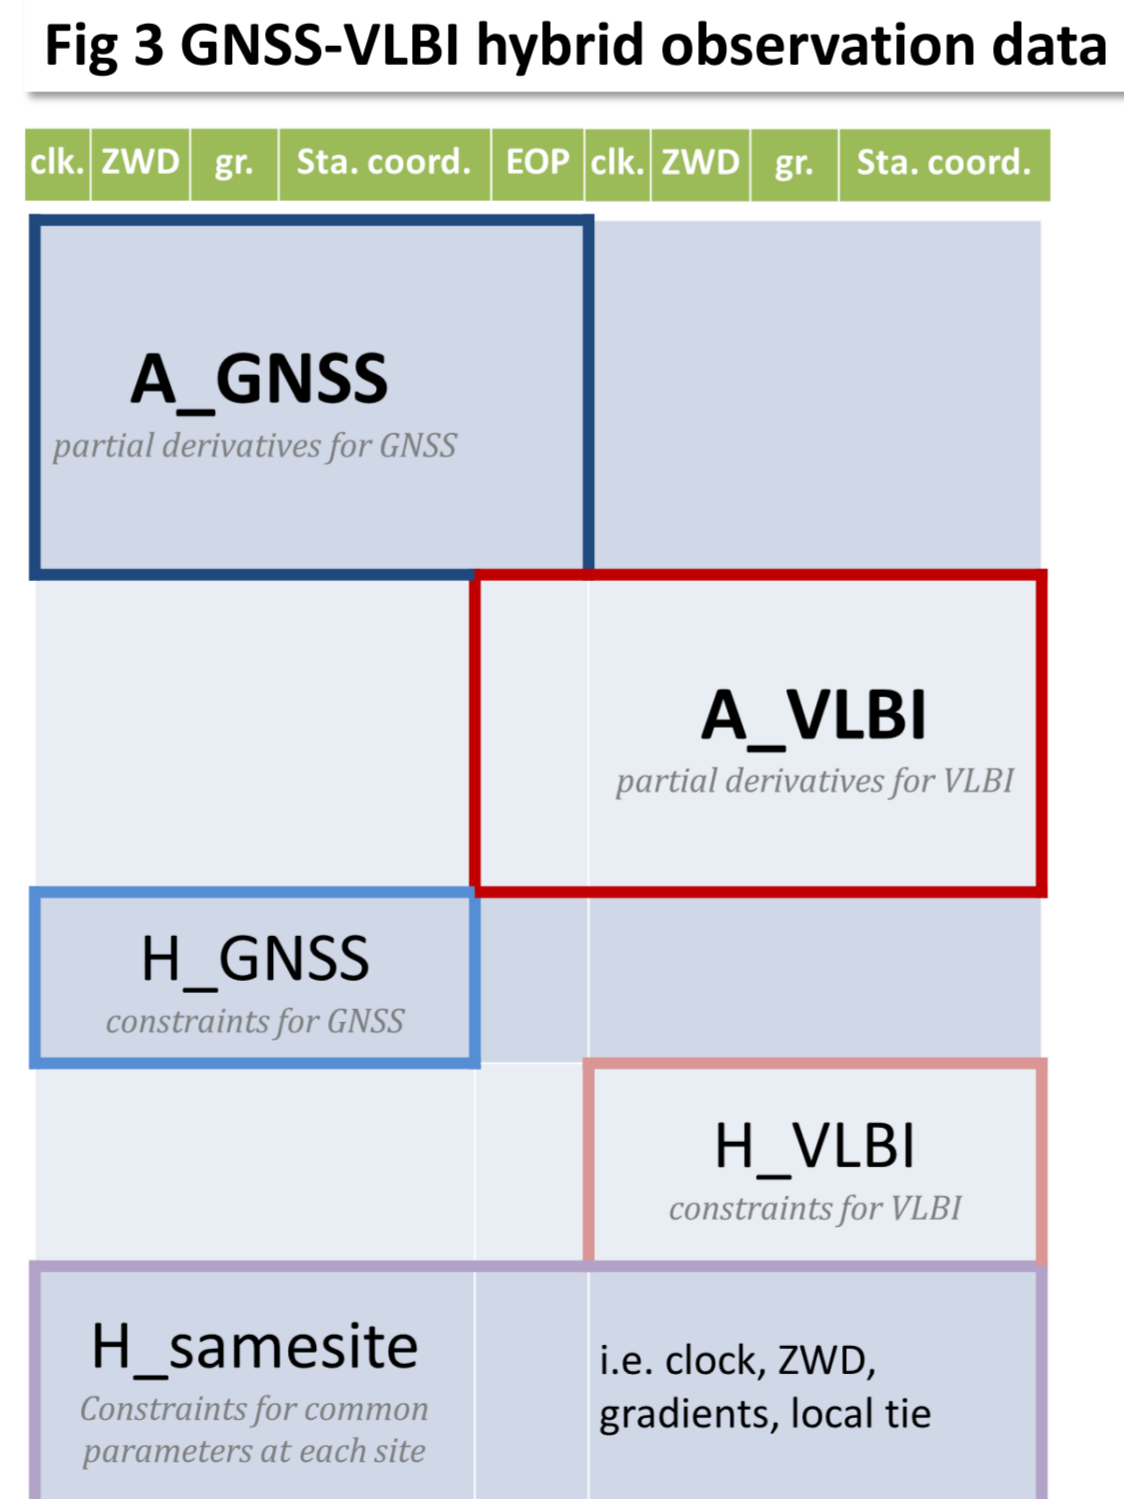 Fig 3 GNSS-VLBI hybrid observation data
clk. ZWD gr. Sta. coord. EOP clk. ZWD gr. Sta. coord.
A_GNSS
partial derivatives for GNSS
A_VLBI
partial derivatives for VLBI
H_GNSS
constraints for GNSS
H_VLBI
constraints for VLBI
H_samesite
Constraints for common
parameters at each site
i.e. clock, ZWD,
gradients, local tie